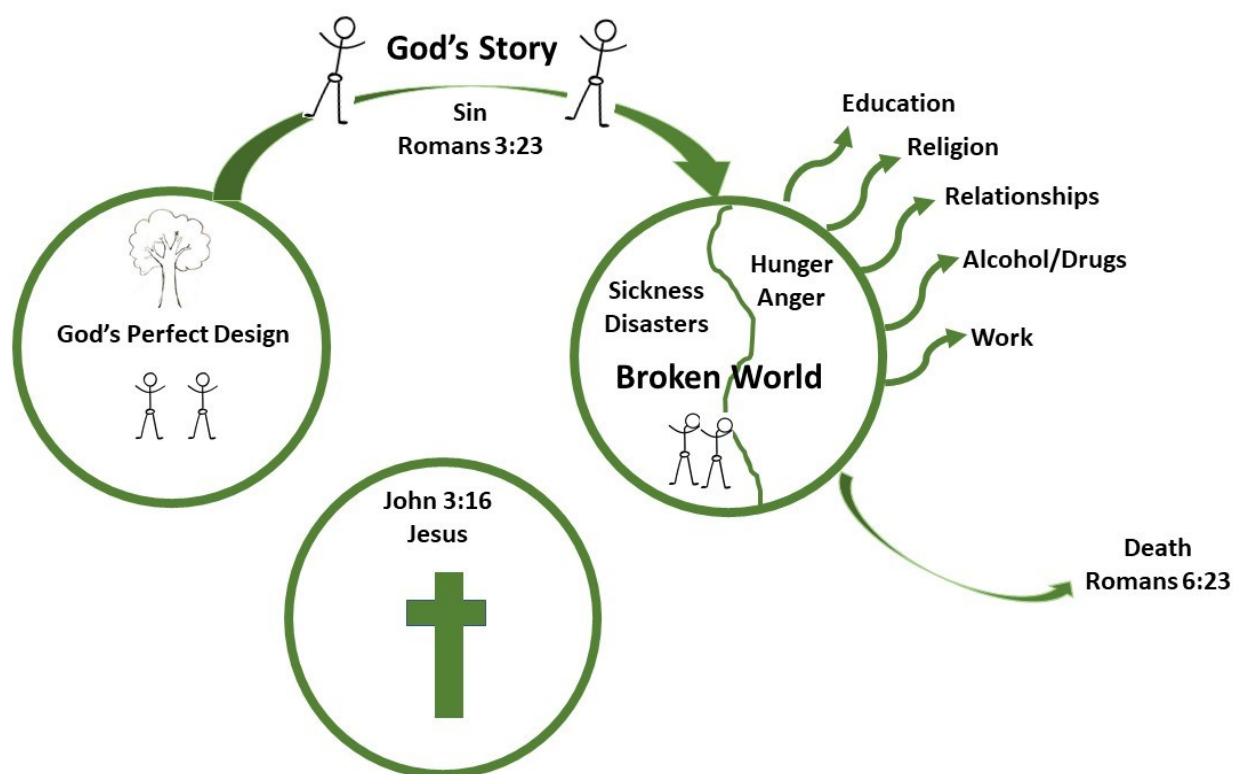 God's Story
Sin
Romans 3:23
God's Perfect Design
Sickness
Disasters
Hunger
Anger
Broken World
Education
Religion
Relationships
Alcohol/Drugs
Work
Death
Romans 6:23
John 3:16
Jesus